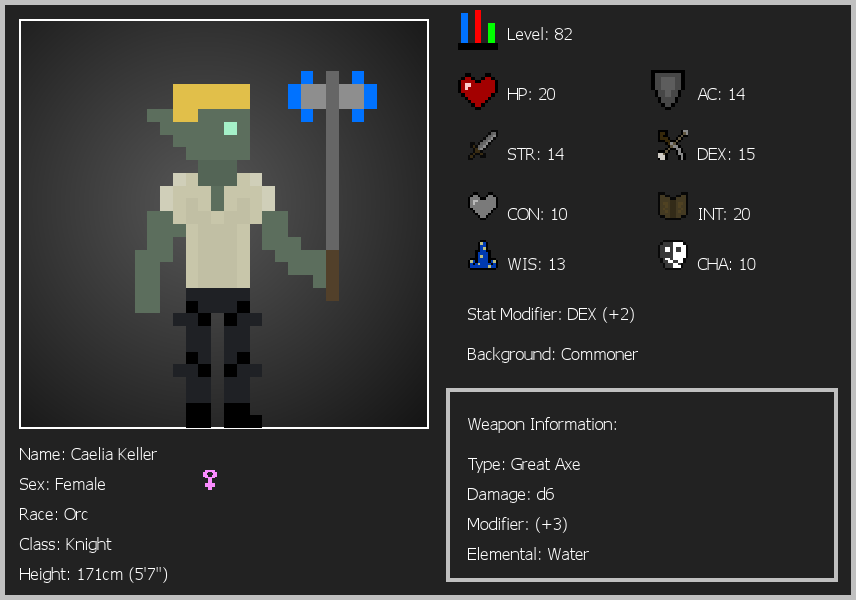 Level: 82
HP: 20
AC: 14
STR: 14
DEX: 15
CON: 10
INT: 20
WIS: 13
CHA: 10
Stat Modifier: DEX (+2)
Background: Commoner
Weapon Information:
Type: Great Axe
Damage: d6
Modifier: (+3)
Elemental: Water
Name: Caelia Keller
Sex: Female
Race: Orc
Class: Knight
Height: 171cm (5'7")